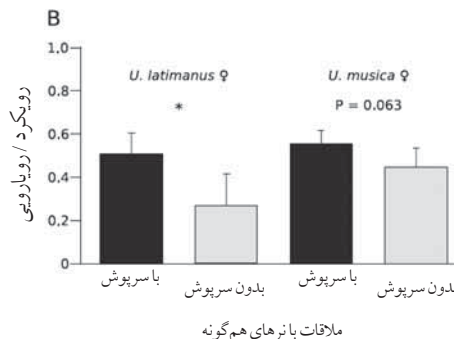 B
U. latimanus ♀
U. musica ♀
*
P = 0.063
رویکرد / رویارویی
1.0
0.8
0.6
0.4
0.2
0
با سرپوش
بدون سرپوش
با سرپوش
بدون سرپوش
ملاقات با نرهای هم‌گونه